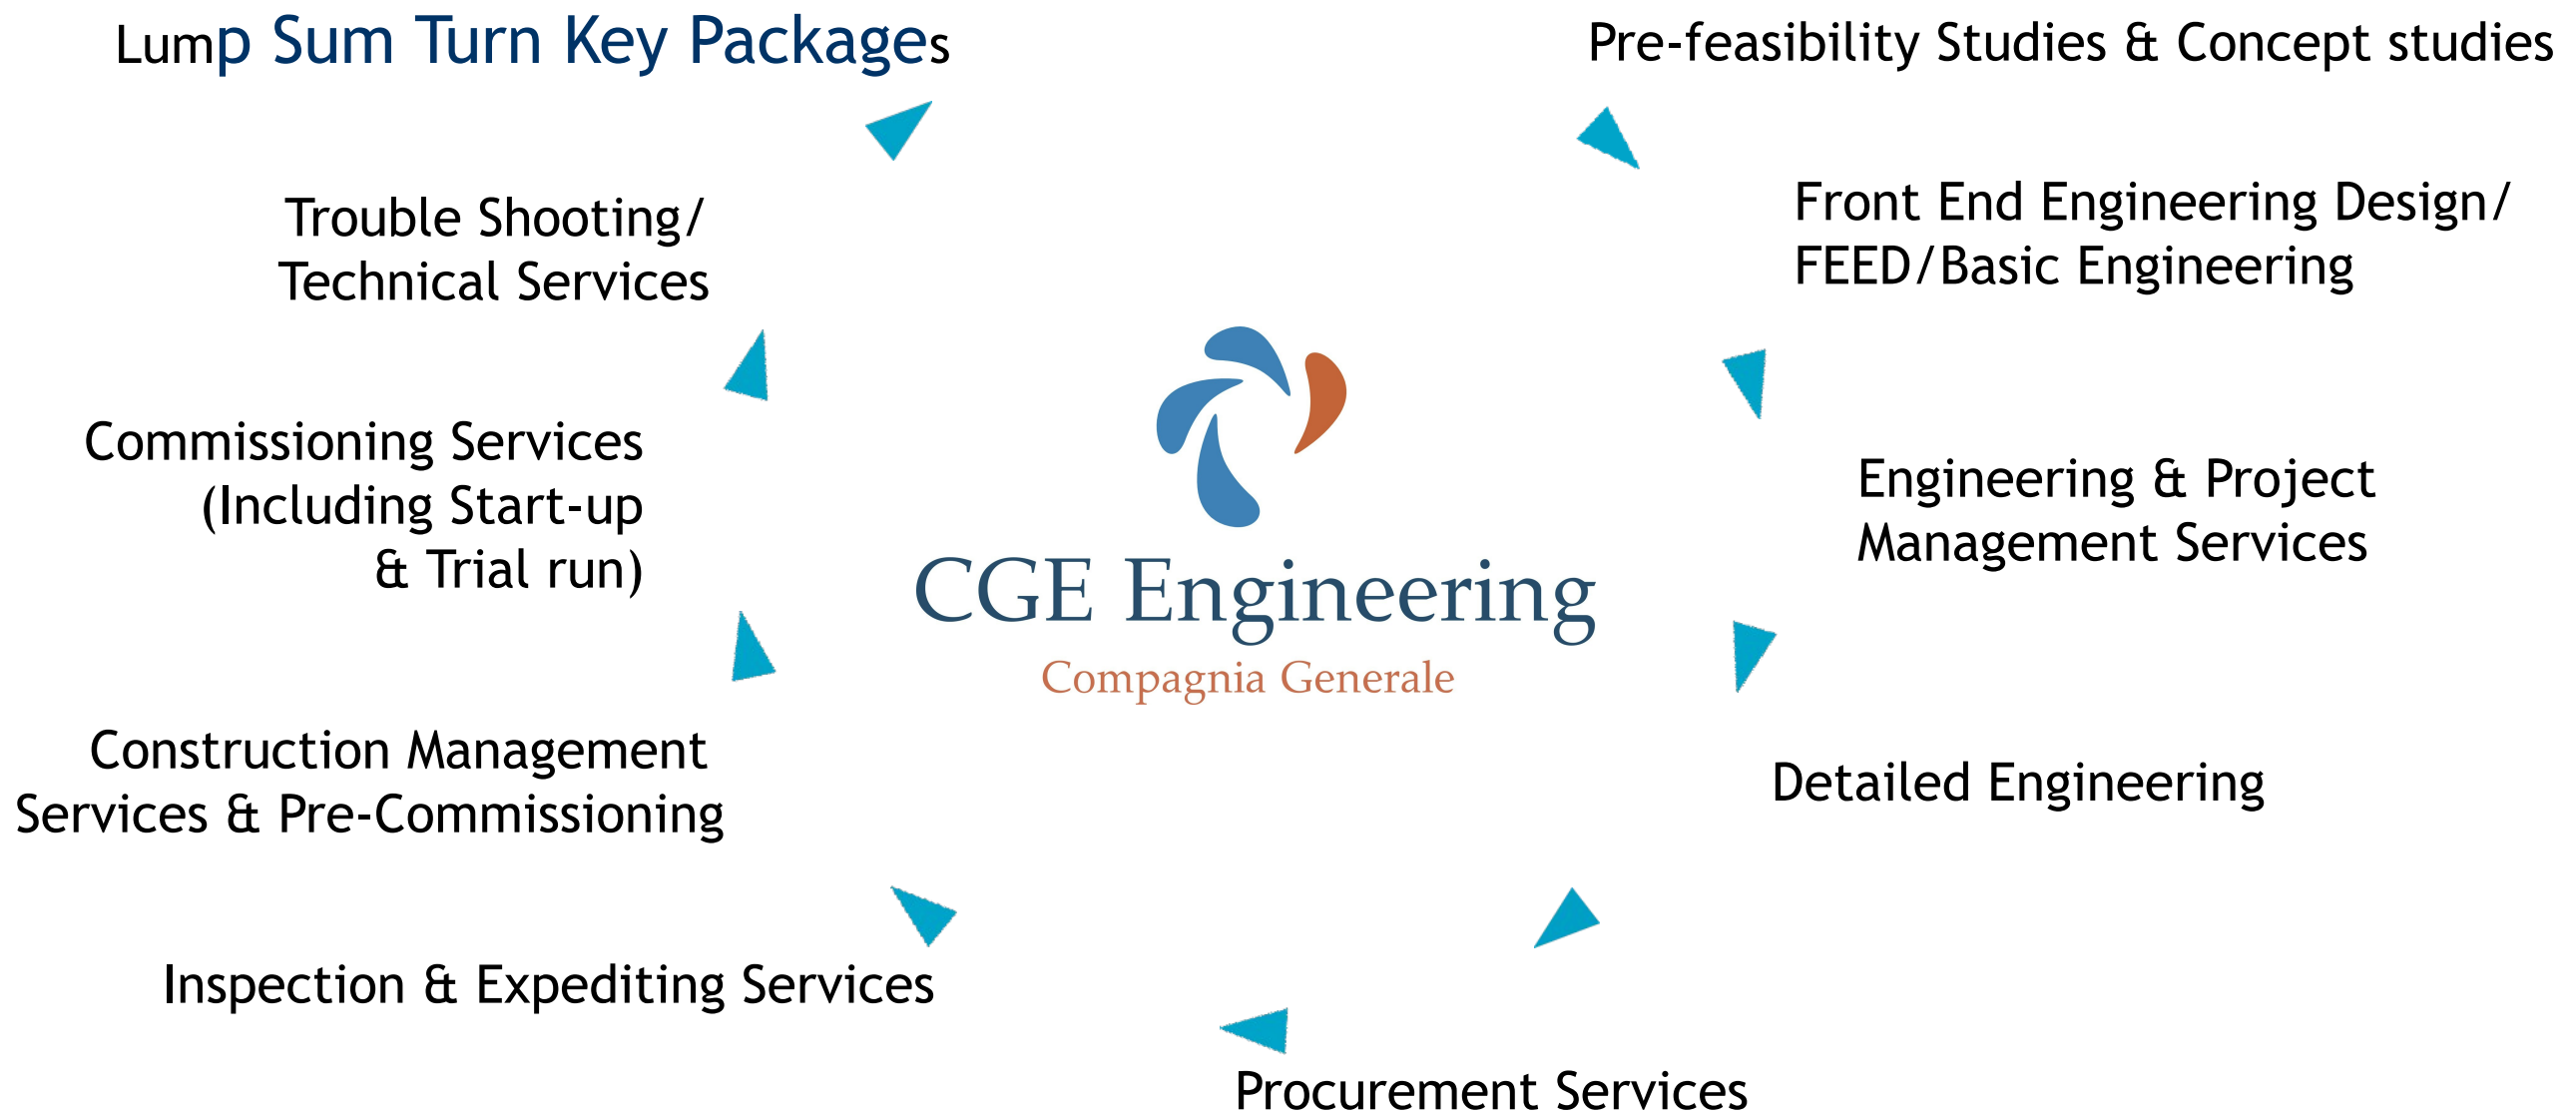 Lump Sum Turn Key Packages
Pre-feasibility Studies & Concept studies
Front End Engineering Design/
FEED/Basic Engineering
Engineering & Project
Management Services
Detailed Engineering
Procurement Services
Inspection & Expediting Services
Construction Management
Services & Pre-Commissioning
Commissioning Services
(Including Start-up
& Trial run)
Trouble Shooting/
Technical Services
CGE Engineering
Compagnia Generale